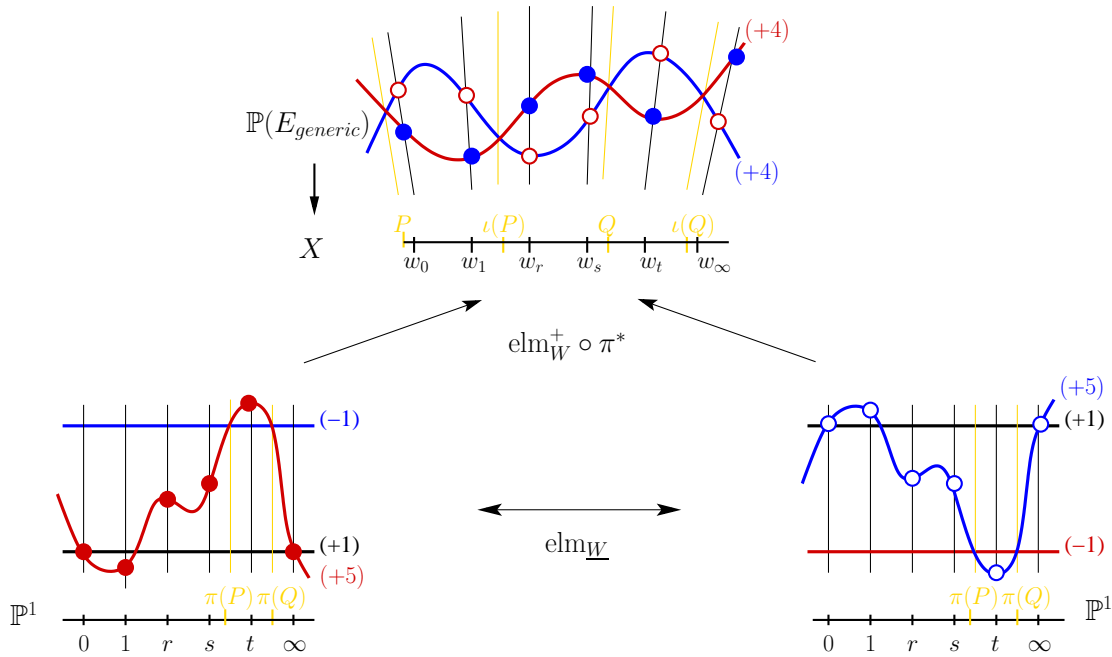 (+4)
ℙ(E_generic)
(+4)
P ι(P) Q ι(Q)
X
w_0 w_1 w_r w_s w_t w_∞
elm_W^+ ∘ π*
(-1)
(+5)
(+1)
(+1)
elm_W
(-1)
(+5)
π(P) π(Q)
π(P) π(Q)
ℙ^1
ℙ^1
0 1 r s t ∞
0 1 r s t ∞